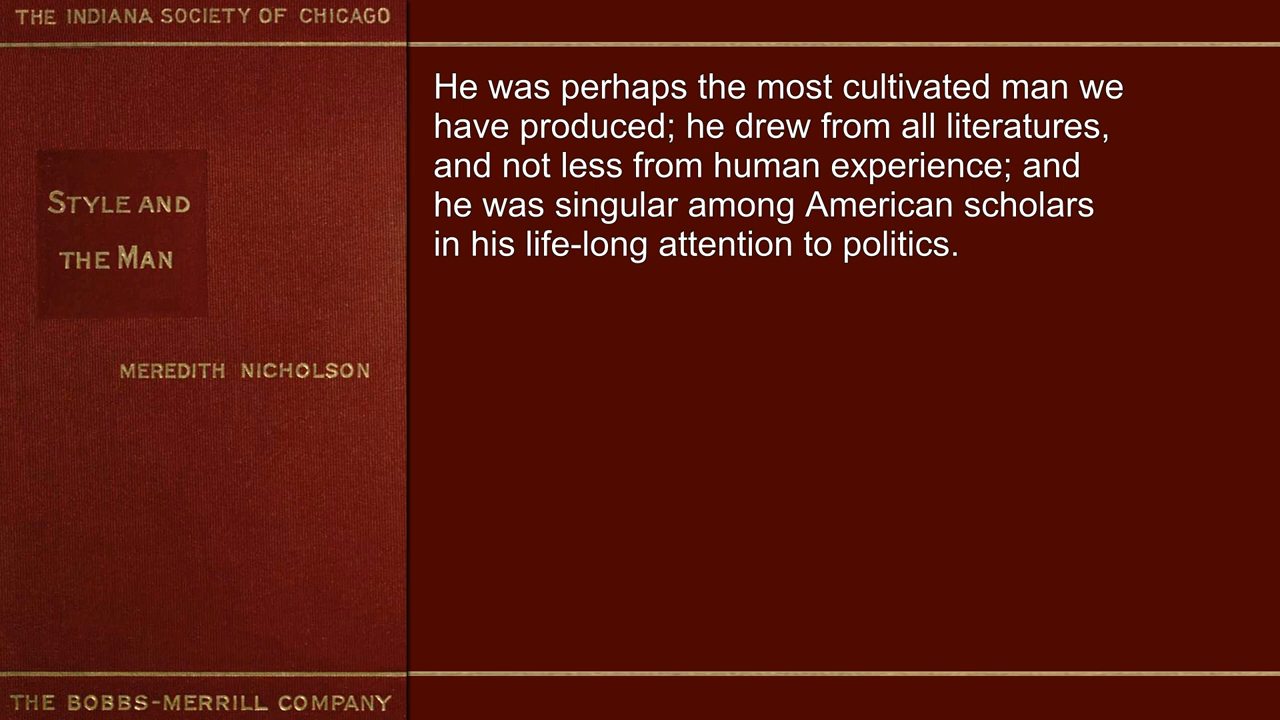 THE INDIANA SOCIETY OF CHICAGO
STYLE AND
THE MAN
MEREDITH NICHOLSON
THE BOBBS-MERRILL COMPANY
He was perhaps the most cultivated man we
have produced; he drew from all literatures,
and not less from human experience; and
he was singular among American scholars
in his life-long attention to politics.